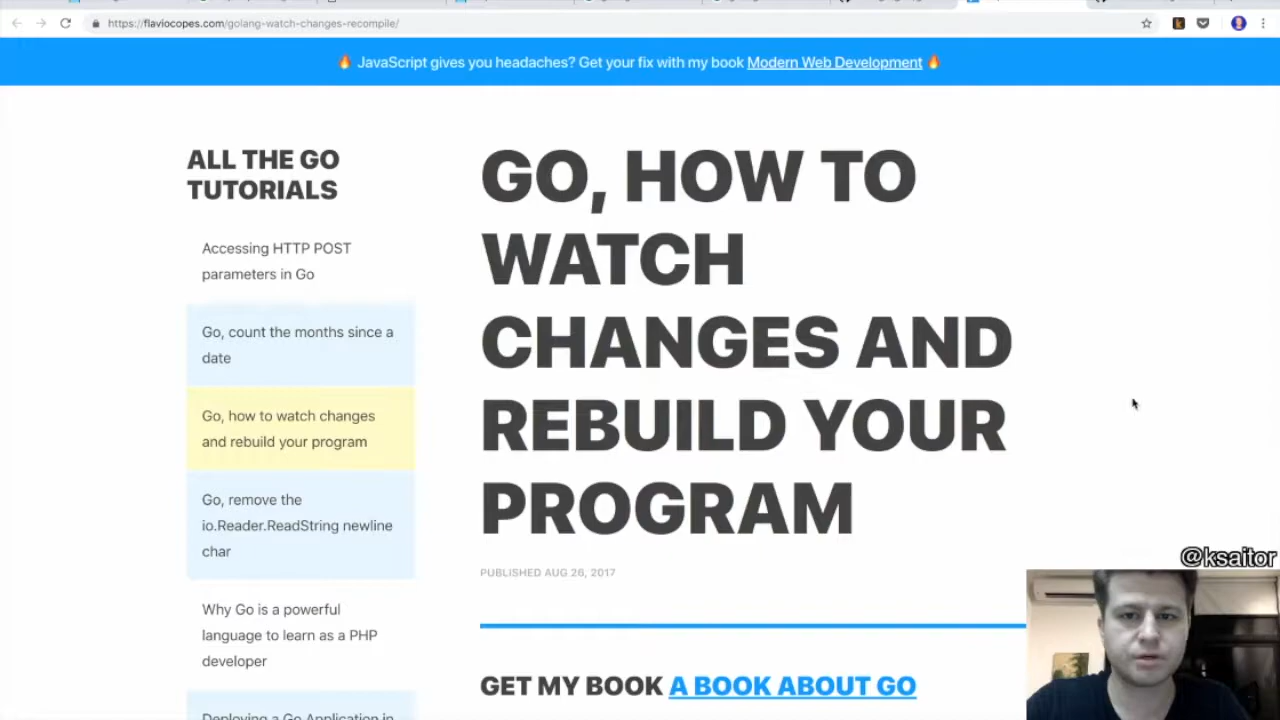 https://flaviocopes.com/golang-watch-changes-recompile/
🔥 JavaScript gives you headaches? Get your fix with my book Modern Web Development 🔥
ALL THE GO
TUTORIALS
Accessing HTTP POST
parameters in Go
Go, count the months since a
date
Go, how to watch changes
and rebuild your program
Go, remove the
io.Reader.ReadString newline
char
Why Go is a powerful
language to learn as a PHP
developer
Deploying a Go Application in
GO, HOW TO
WATCH
CHANGES AND
REBUILD YOUR
PROGRAM
PUBLISHED AUG 26, 2017
GET MY BOOK A BOOK ABOUT GO
@ksaitor